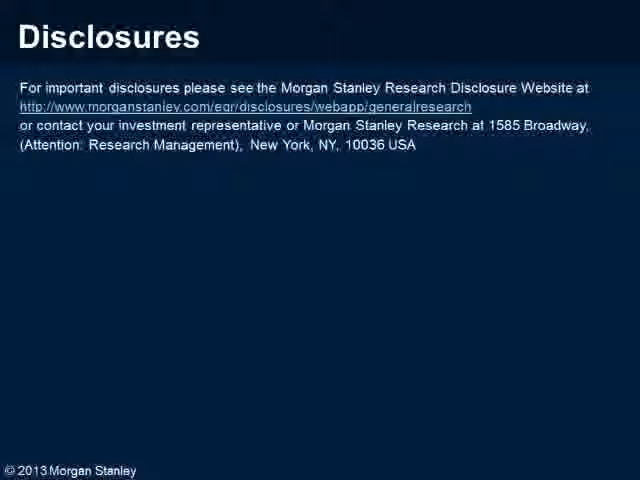 Disclosures
For important disclosures please see the Morgan Stanley Research Disclosure Website at
http://www.morganstanley.com/eqr/disclosures/webapp/generalresearch
or contact your investment representative or Morgan Stanley Research at 1585 Broadway,
(Attention: Research Management), New York, NY, 10036 USA
© 2013 Morgan Stanley